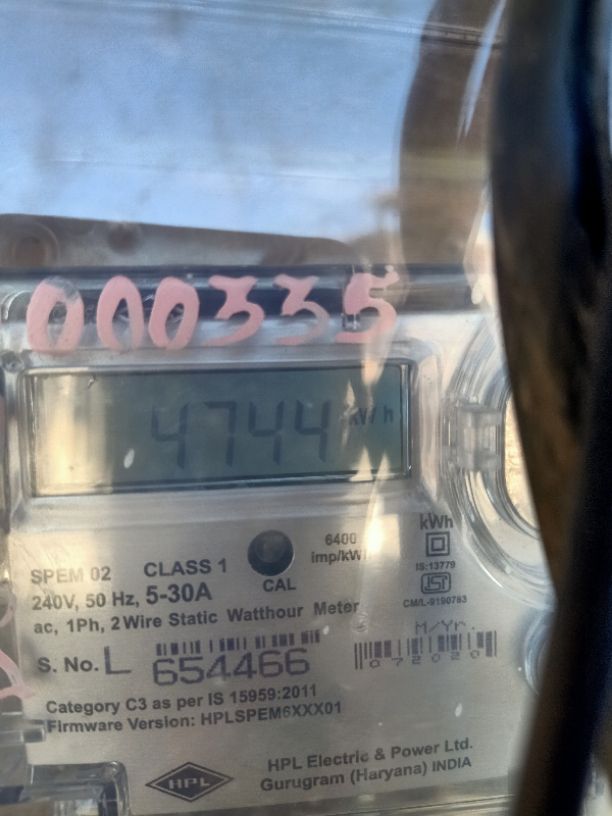 000335
4744 kWh
6400
imp/kWh
kWh
SPEM 02 CLASS 1
CAL
IS:13779
240V, 50 Hz, 5-30A
CM/L-9190783
ac, 1Ph, 2 Wire Static Watthour Meter
M/Yr.
S. No. L 654466
072020
Category C3 as per IS 15959:2011
Firmware Version: HPLSPEM6XXX01
HPL
HPL Electric & Power Ltd.
Gurugram (Haryana) INDIA